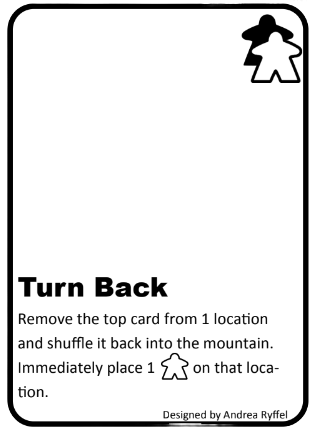 Turn Back
Remove the top card from 1 location
and shuffle it back into the mountain.
Immediately place 1 on that loca-
tion.
Designed by Andrea Ryffel